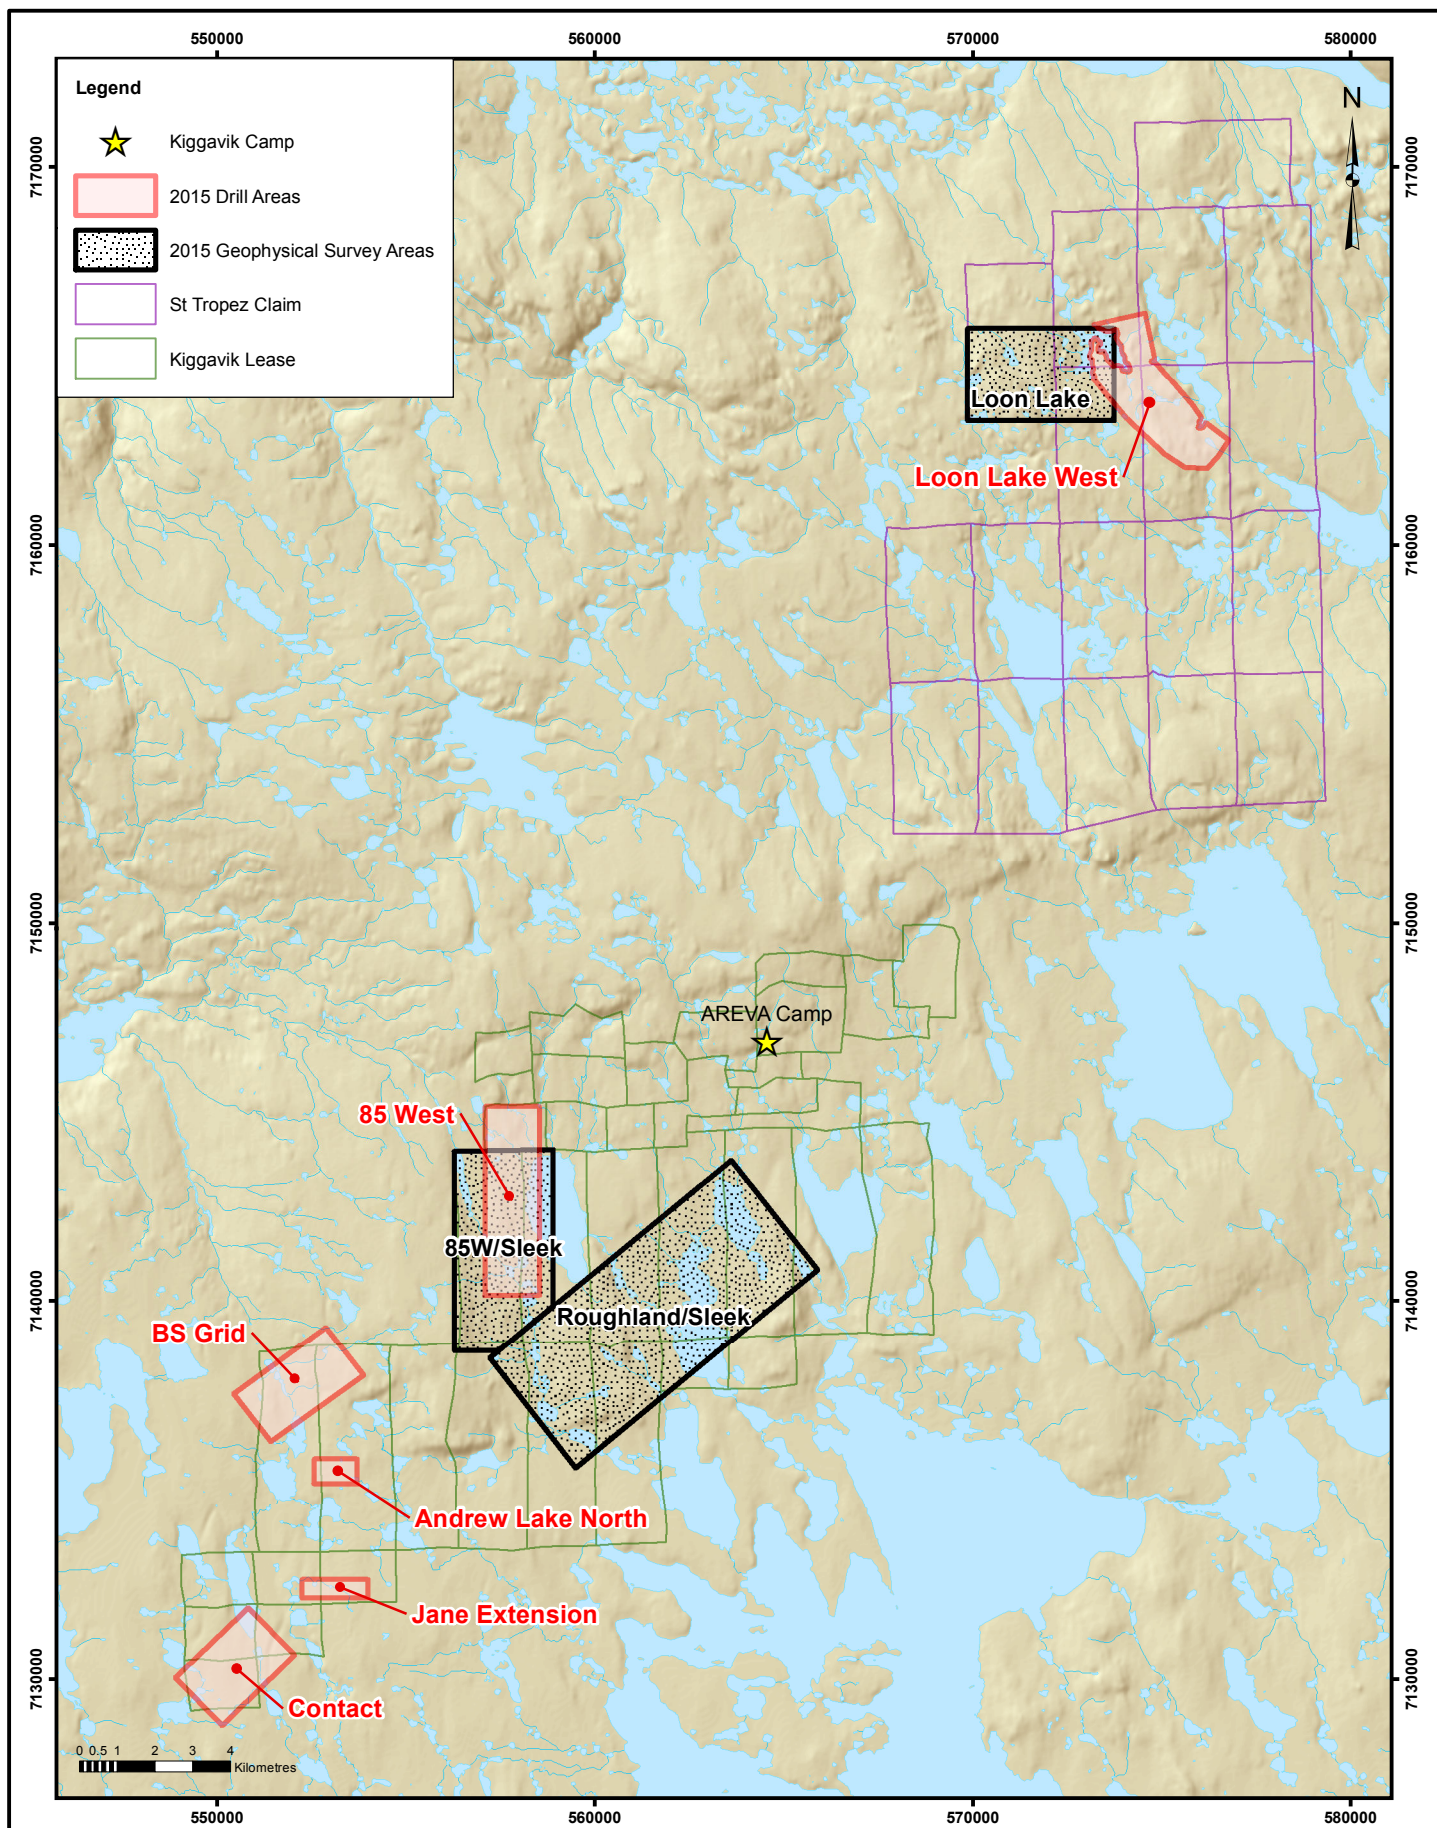 550000
560000
570000
580000
Legend
Kiggavik Camp
2015 Drill Areas
2015 Geophysical Survey Areas
St Tropez Claim
Kiggavik Lease
N
7170000
7170000
Loon Lake
Loon Lake West
7160000
7160000
7150000
7150000
AREVA Camp
85 West
85W/Sleek
7140000
7140000
Roughland/Sleek
BS Grid
Andrew Lake North
Jane Extension
7130000
7130000
Contact
0 0.5 1 2 3 4
Kilometres
550000
560000
570000
580000